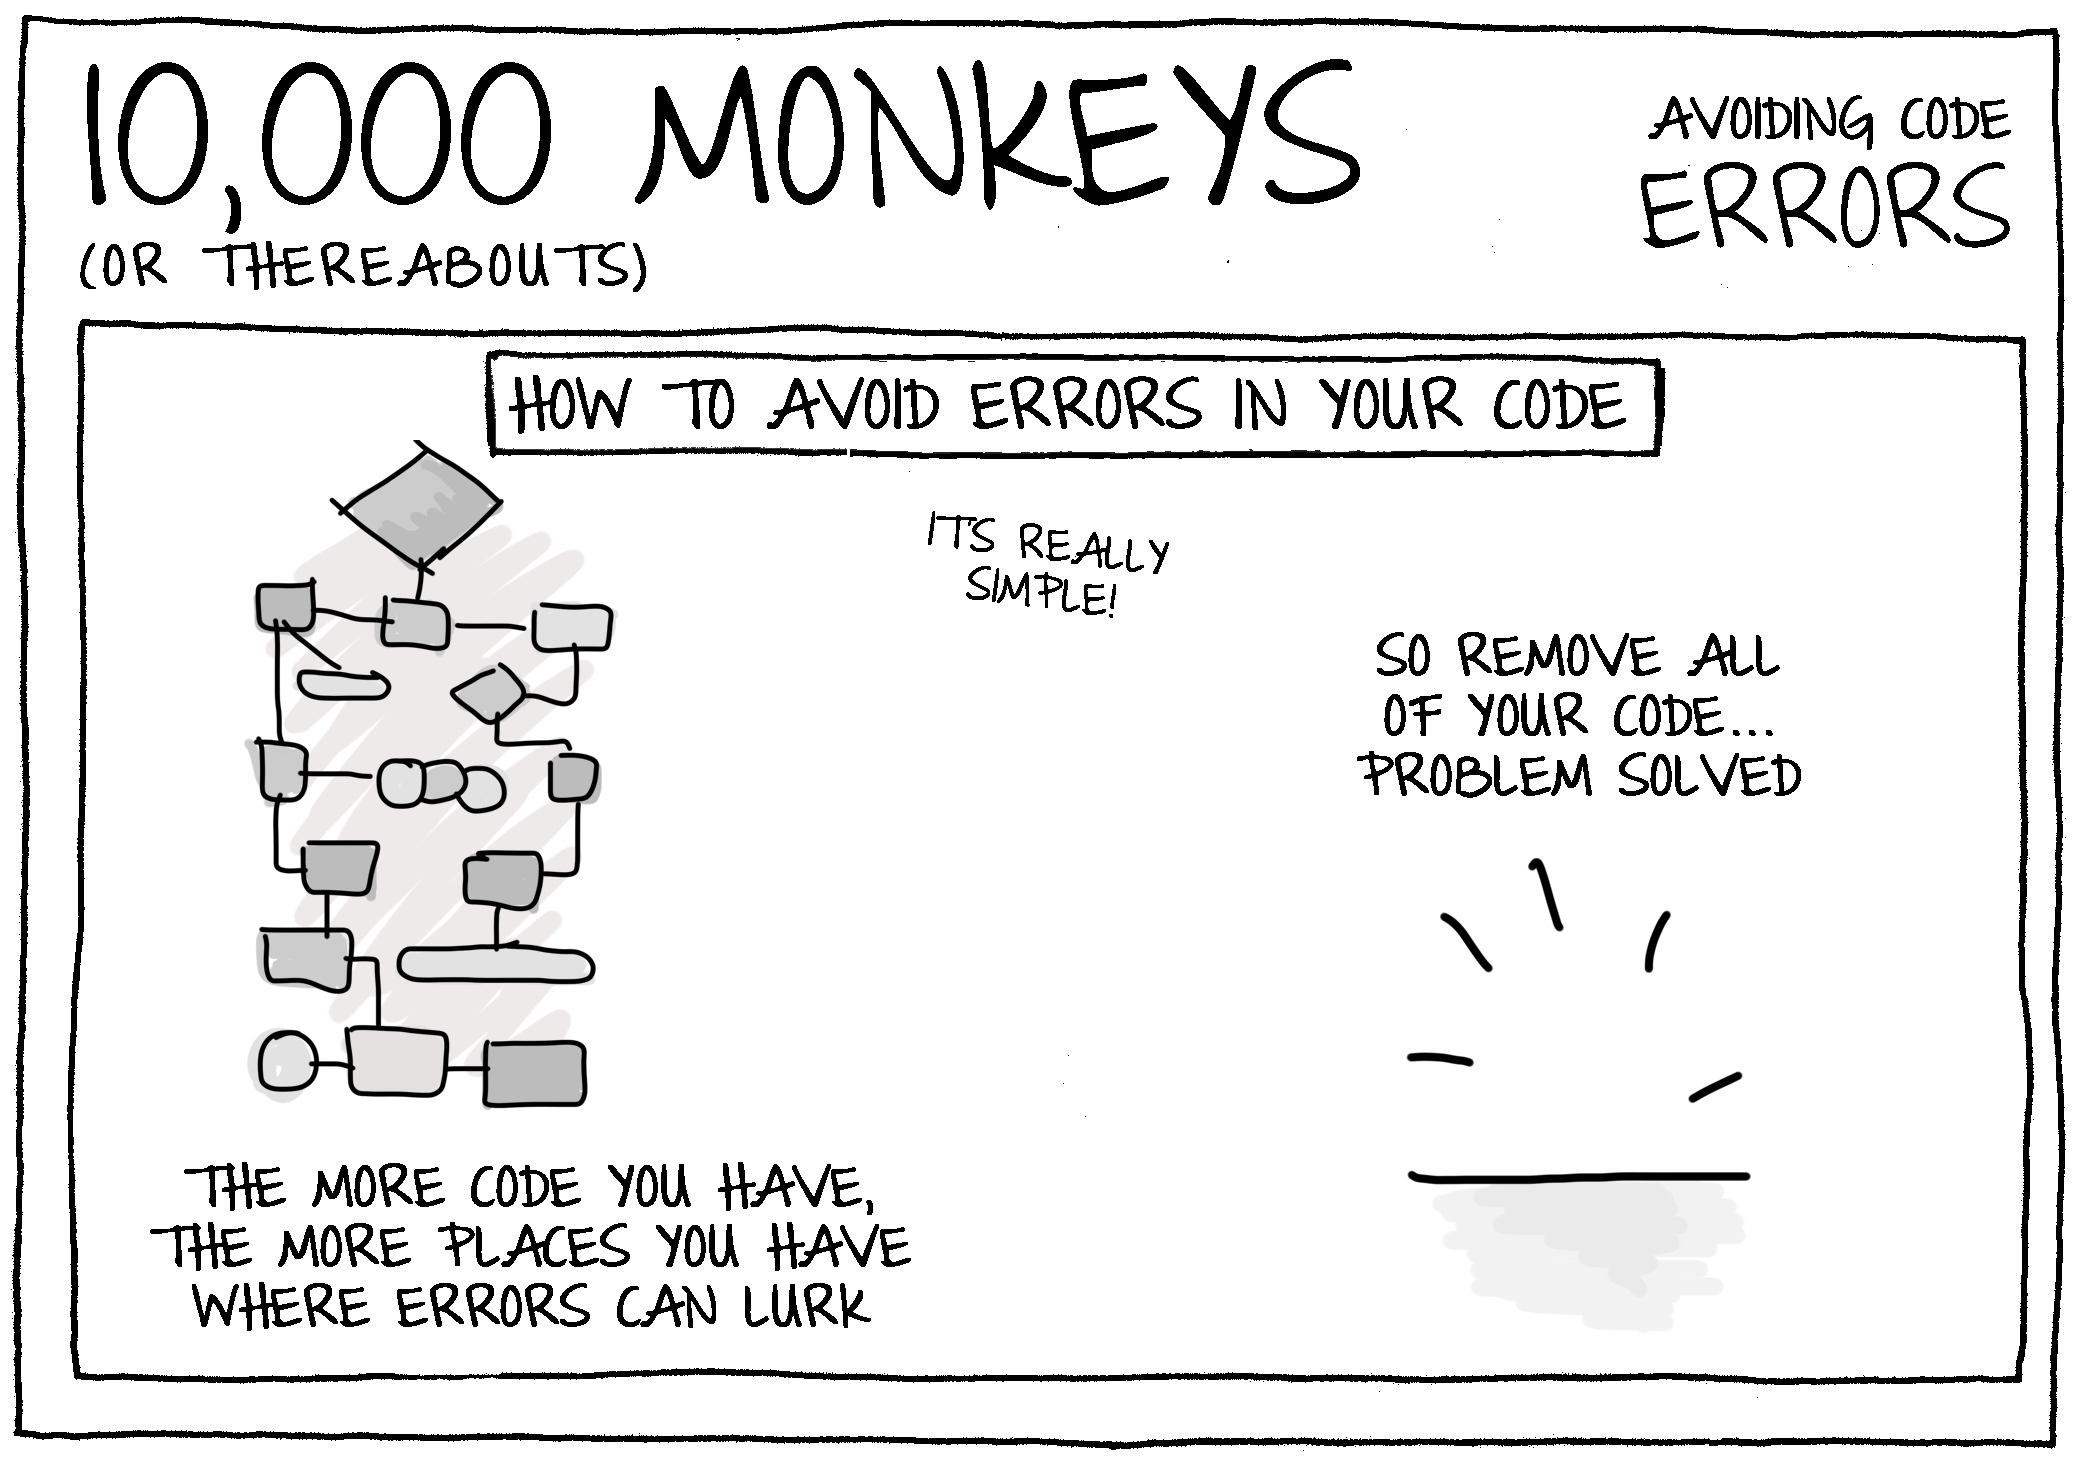 10,000 MONKEYS
(OR THEREABOUTS)
AVOIDING CODE
ERRORS
HOW TO AVOID ERRORS IN YOUR CODE
ITS REALLY
SIMPLE!
THE MORE CODE YOU HAVE,
THE MORE PLACES YOU HAVE
WHERE ERRORS CAN LURK
SO REMOVE ALL
OF YOUR CODE...
PROBLEM SOLVED